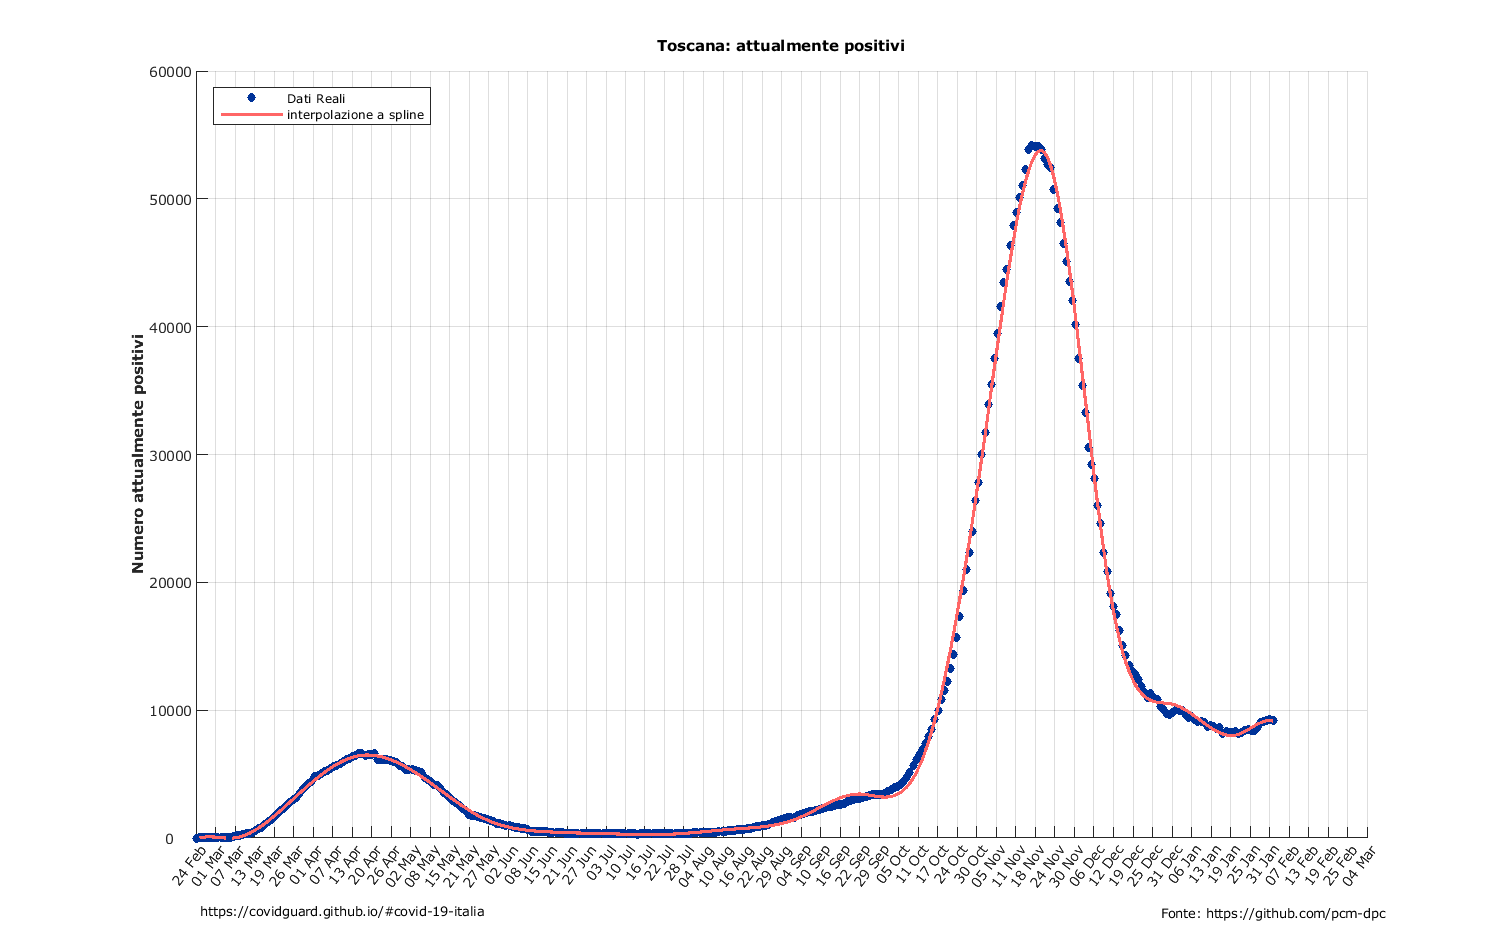 Toscana: attualmente positivi
Dati Reali
interpolazione a spline
Numero attualmente positivi
60000
50000
40000
30000
20000
10000
0
24 Feb
01 Mar
07 Mar
13 Mar
19 Mar
26 Mar
01 Apr
07 Apr
13 Apr
20 Apr
26 Apr
02 May
08 May
15 May
21 May
27 May
02 Jun
08 Jun
15 Jun
21 Jun
27 Jun
03 Jul
10 Jul
16 Jul
22 Jul
28 Jul
04 Aug
10 Aug
16 Aug
22 Aug
29 Aug
04 Sep
10 Sep
16 Sep
22 Sep
29 Sep
05 Oct
11 Oct
17 Oct
24 Oct
30 Oct
05 Nov
11 Nov
18 Nov
24 Nov
30 Nov
06 Dec
12 Dec
19 Dec
25 Dec
31 Dec
06 Jan
13 Jan
19 Jan
25 Jan
31 Jan
07 Feb
13 Feb
19 Feb
25 Feb
04 Mar
https://covidguard.github.io/#covid-19-italia
Fonte: https://github.com/pcm-dpc